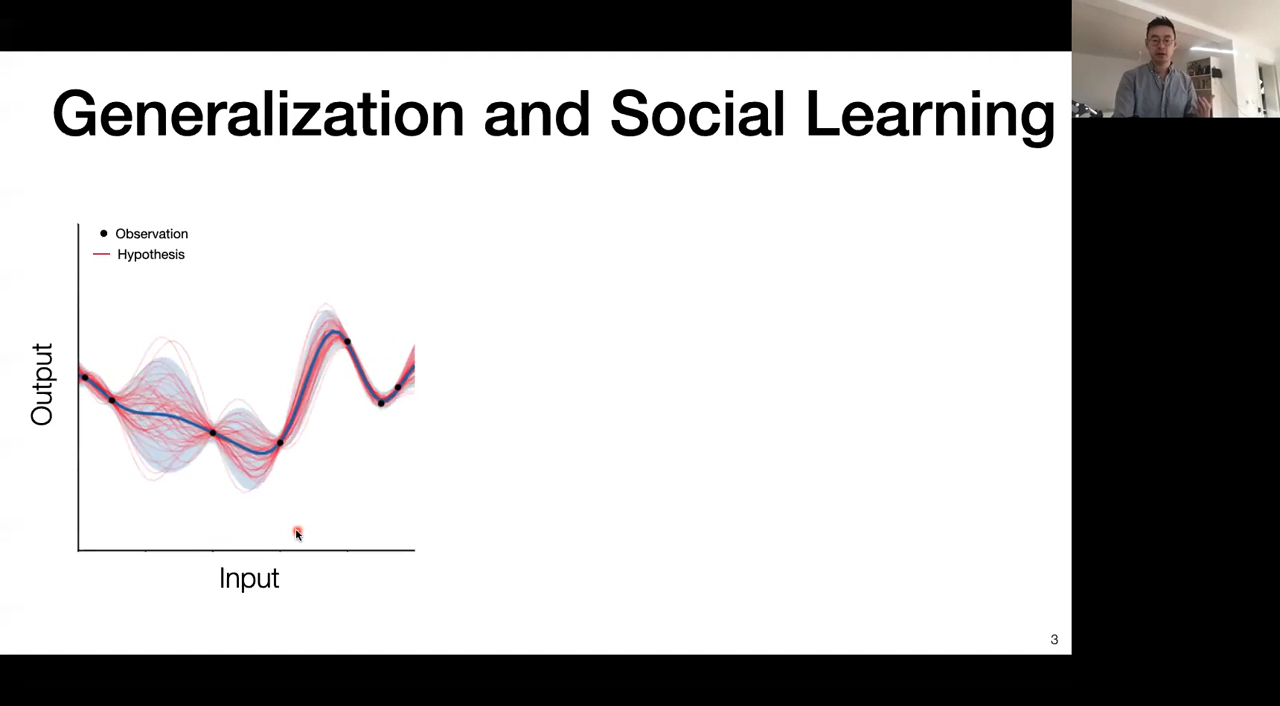 Generalization and Social Learning
Observation
Hypothesis
Output
Input
3